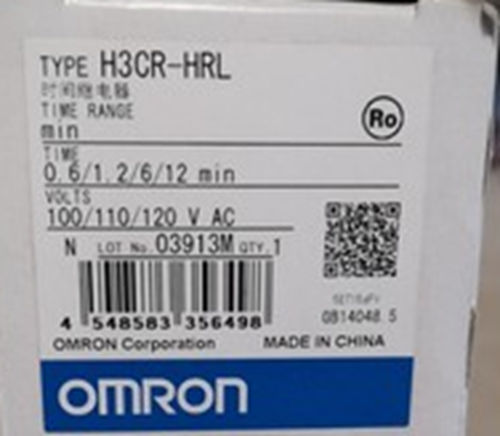 TYPE H3CR-HRL
时间继电器
TIME RANGE
min
Ro
TIME
0.6/1.2/6/12 min
VOLTS
100/110/120 V AC
N LOT No. 03913M QTY. 1
4 548583 356498
0814048.5
OMRON Corporation MADE IN CHINA
OMRON